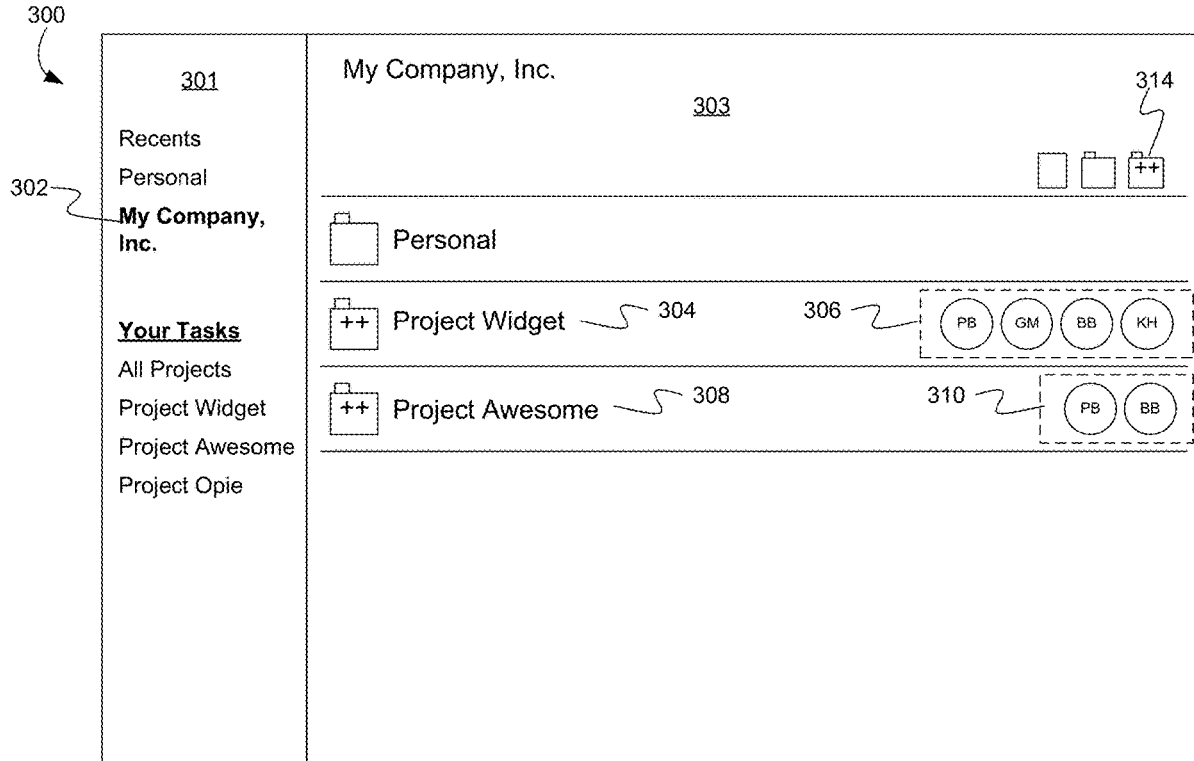 300
301
Recents
Personal
302
My Company,
Inc.
Your Tasks
All Projects
Project Widget
Project Awesome
Project Opie
My Company, Inc.
303
314
++
Personal
++ Project Widget 304 306 PB GM BB KH
++ Project Awesome 308 310 PB BB